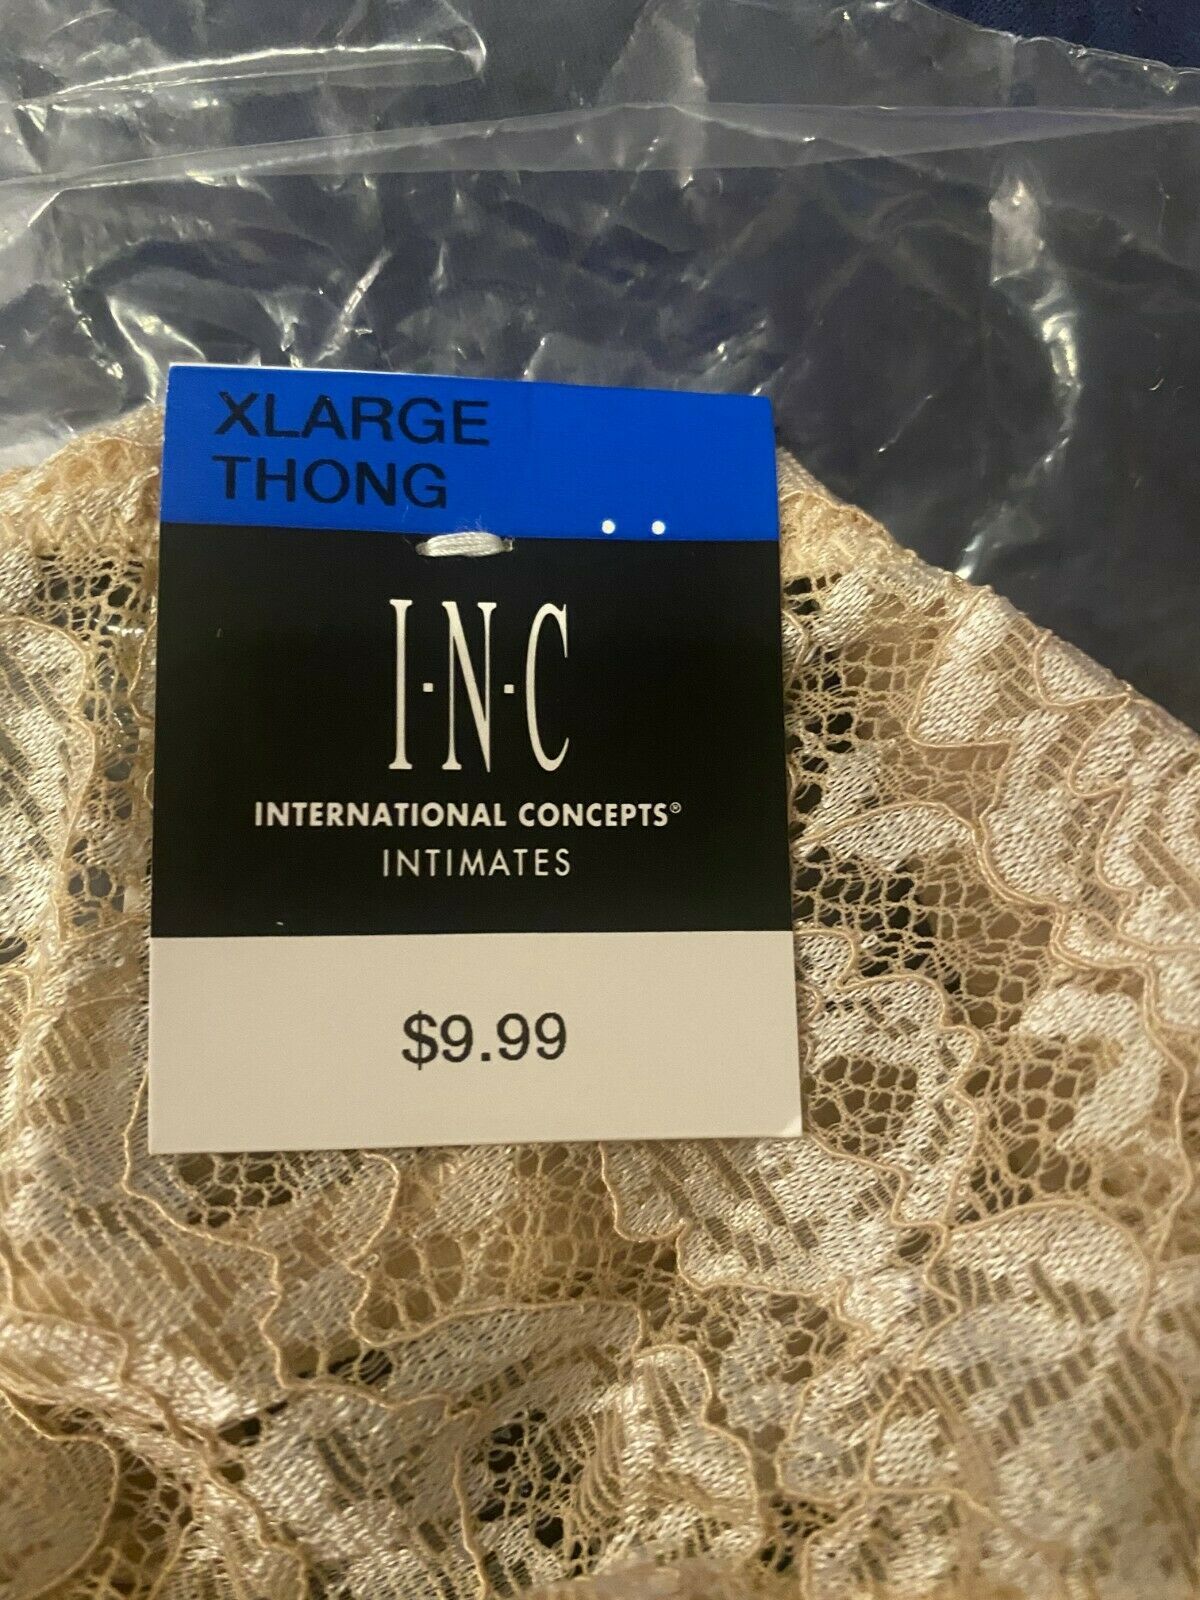 XLARGE
THONG
I·N·C
INTERNATIONAL CONCEPTS®
INTIMATES
$9.99